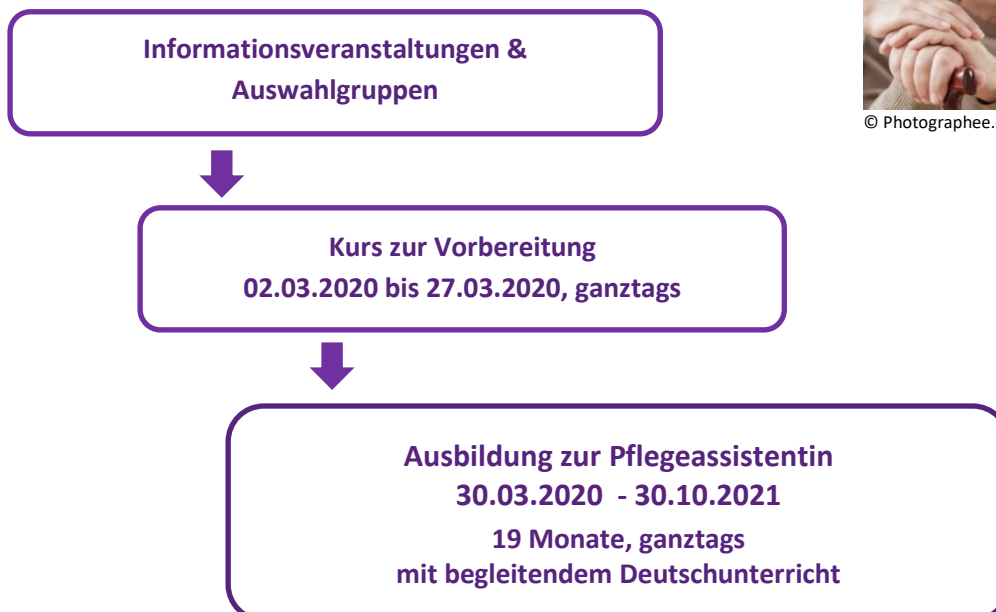 Informationsveranstaltungen &
Auswahlgruppen
© Photographee.
Kurs zur Vorbereitung
02.03.2020 bis 27.03.2020, ganztags
Ausbildung zur Pflegeassistentin
30.03.2020 - 30.10.2021
19 Monate, ganztags
mit begleitendem Deutschunterricht